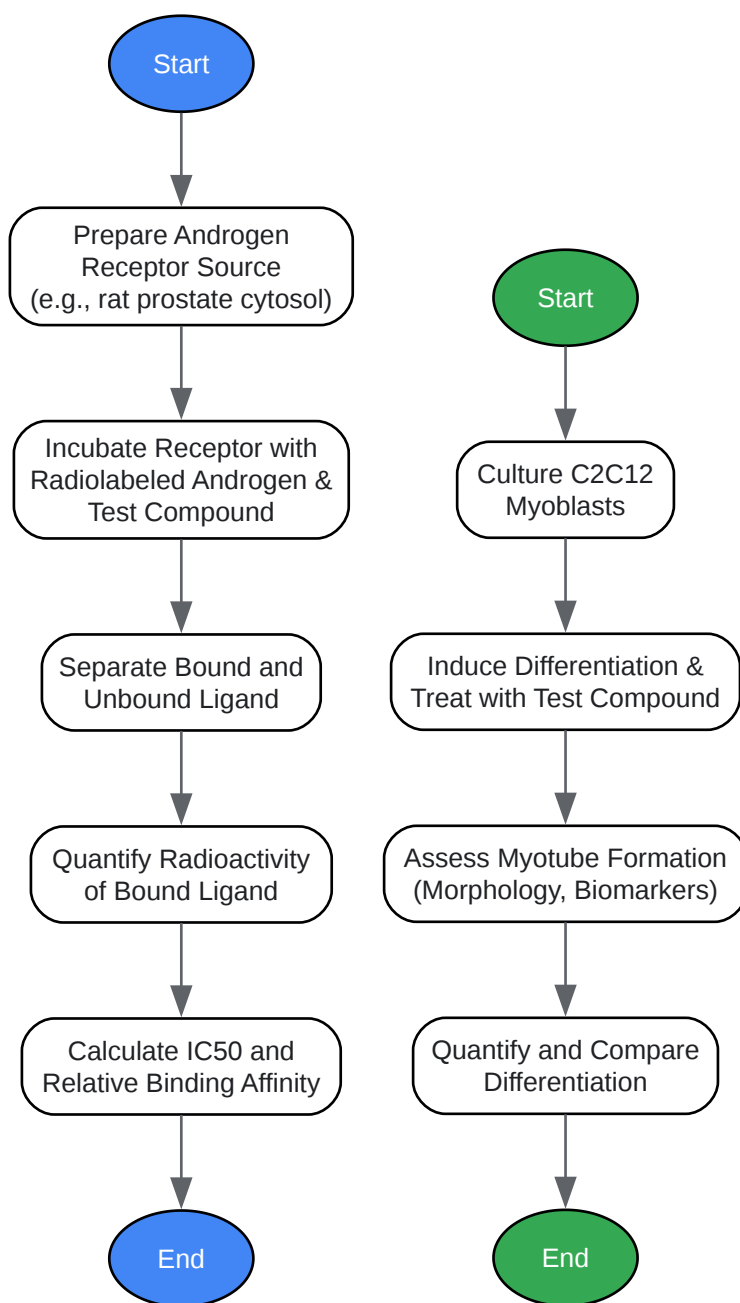 Start
Prepare Androgen
Receptor Source
(e.g., rat prostate cytosol)
Incubate Receptor with
Radiolabeled Androgen &
Test Compound
Separate Bound and
Unbound Ligand
Quantify Radioactivity
of Bound Ligand
Calculate IC50 and
Relative Binding Affinity
End
Start
Culture C2C12
Myoblasts
Induce Differentiation &
Treat with Test Compound
Assess Myotube Formation
(Morphology, Biomarkers)
Quantify and Compare
Differentiation
End